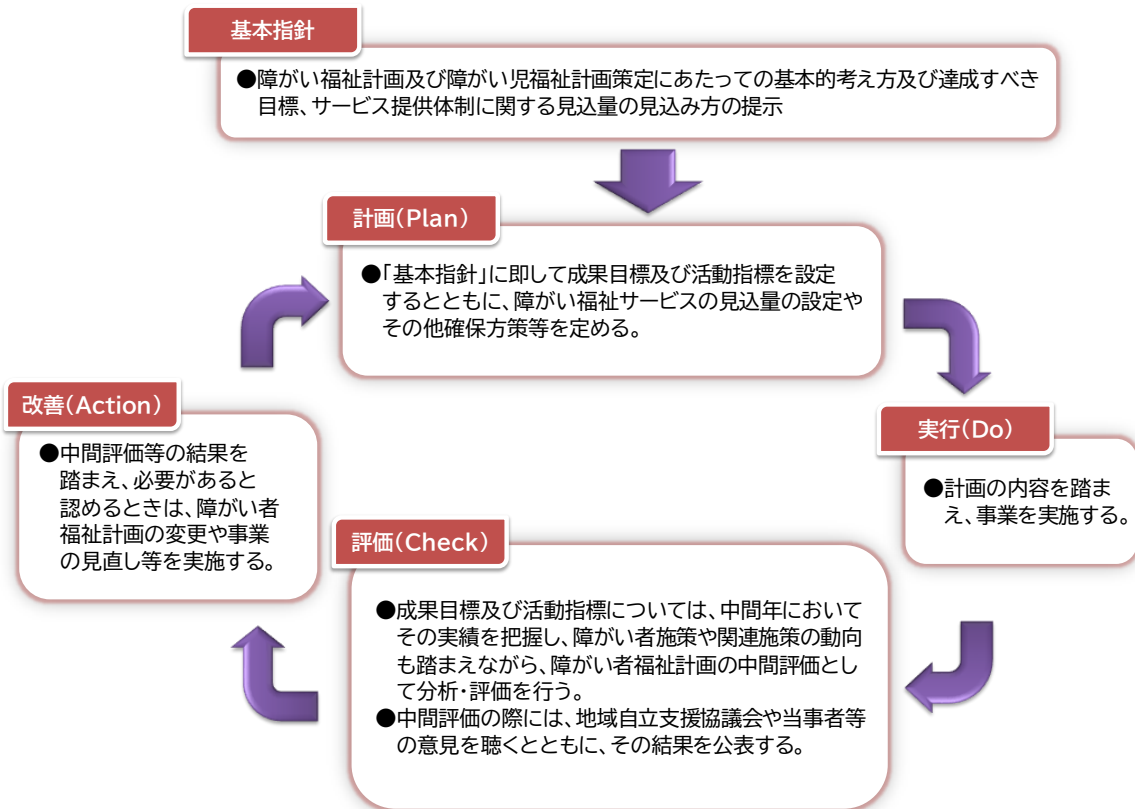 基本指針
●障がい福祉計画及び障がい児福祉計画策定にあたっての基本的考え方及び達成すべき
目標、サービス提供体制に関する見込量の見込み方の提示
計画(Plan)
●「基本指針」に即して成果目標及び活動指標を設定
するとともに、障がい福祉サービスの見込量の設定や
その他確保方策等を定める。
実行(Do)
●計画の内容を踏ま
え、事業を実施する。
評価(Check)
●成果目標及び活動指標については、中間年において
その実績を把握し、障がい者施策や関連施策の動向
も踏まえながら、障がい者福祉計画の中間評価とし
て分析・評価を行う。
●中間評価の際には、地域自立支援協議会や当事者等
の意見を聴くとともに、その結果を公表する。
改善(Action)
●中間評価等の結果を
踏まえ、必要があると
認めるときは、障がい者
福祉計画の変更や事業
の見直し等を実施する。